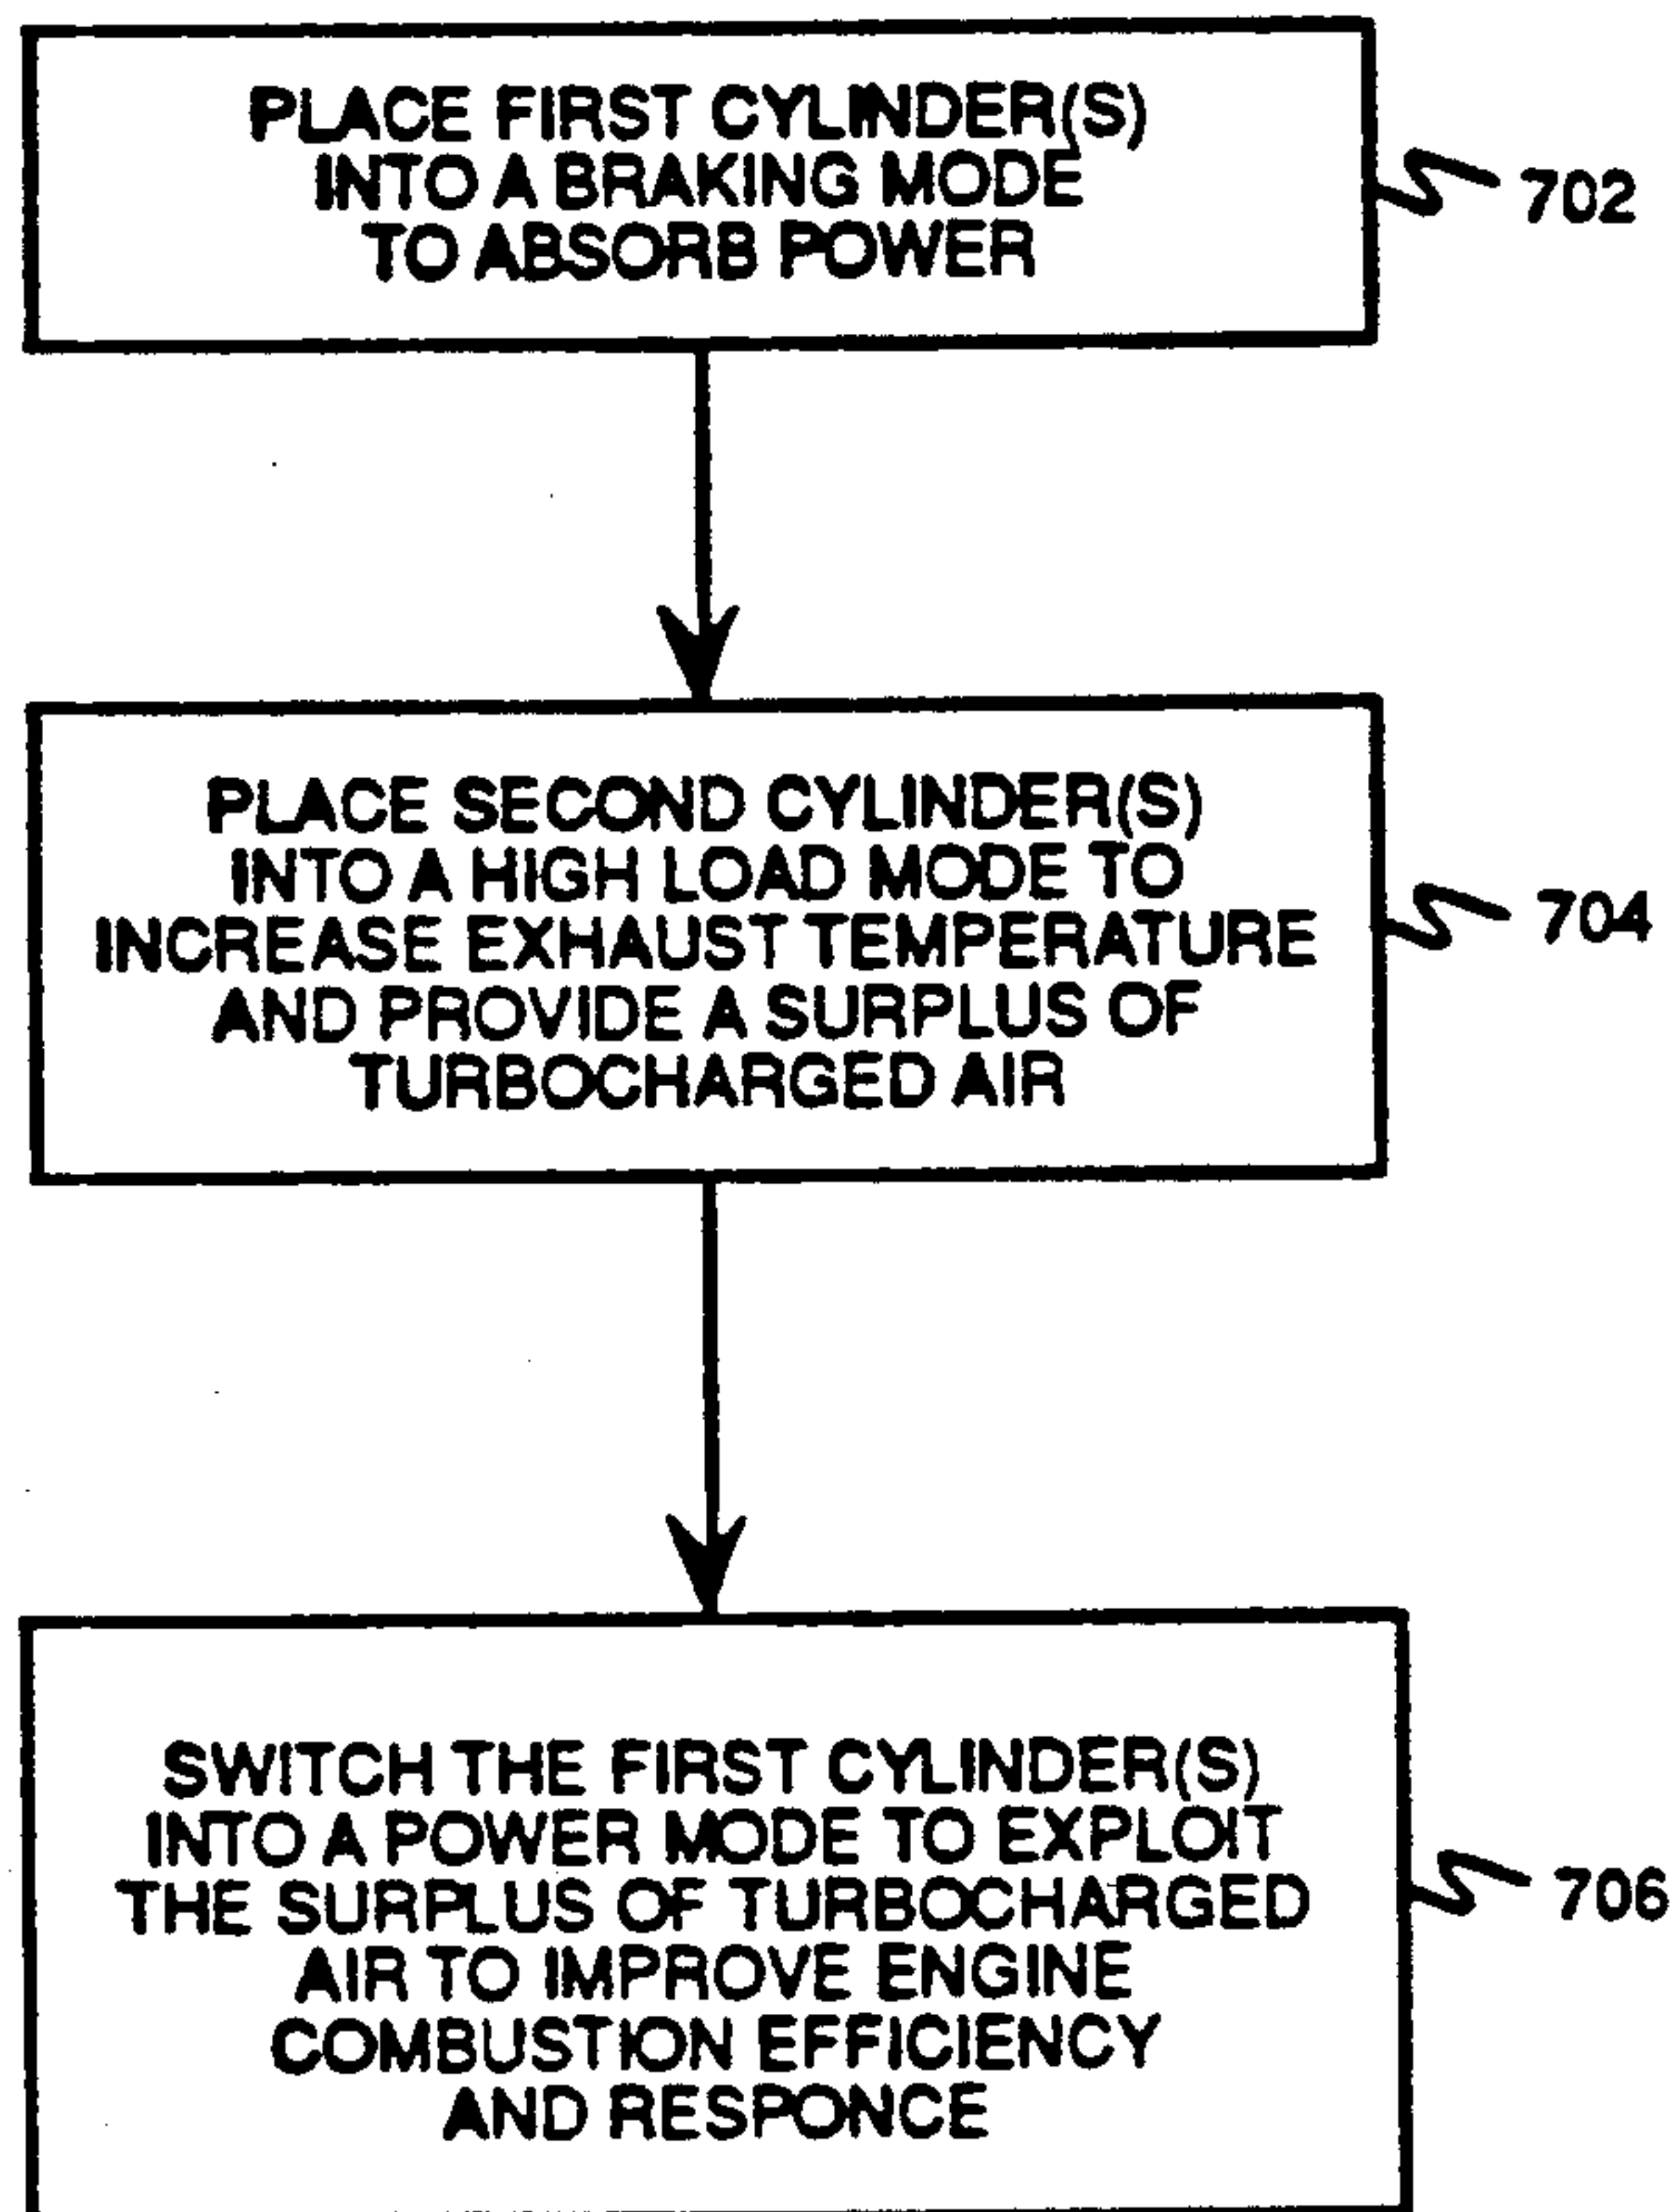 PLACE FIRST CYLINDER(S)
INTO A BRAKING MODE
TO ABSORB POWER
702
PLACE SECOND CYLINDER(S)
INTO A HIGH LOAD MODE TO
INCREASE EXHAUST TEMPERATURE
AND PROVIDE A SURPLUS OF
TURBOCHARGED AIR
704
SWITCH THE FIRST CYLINDER(S)
INTO A POWER MODE TO EXPLOIT
THE SURPLUS OF TURBOCHARGED
AIR TO IMPROVE ENGINE
COMBUSTION EFFICIENCY
AND RESPONCE
706